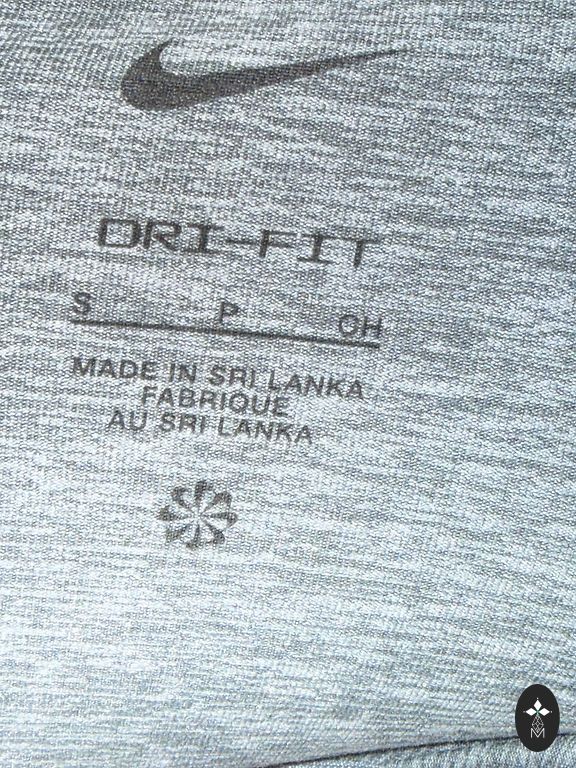 DRI-FIT
S P CH
MADE IN SRI LANKA
FABRIQUE
AU SRI LANKA
M